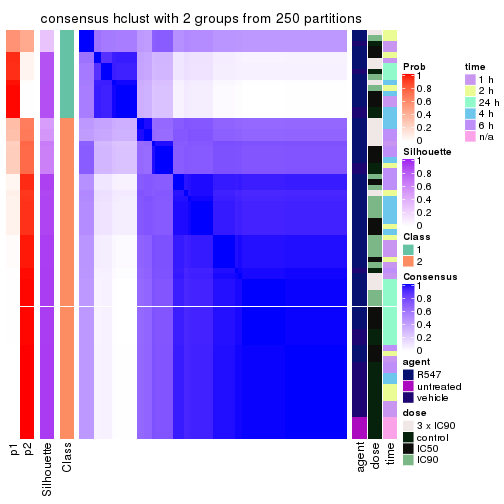 consensus hclust with 2 groups from 250 partitions
p1
p2
Silhouette
Class
agent
dose
time
Prob
1
0.8
0.6
0.4
0.2
0
Silhouette
1
0.8
0.6
0.4
0.2
0
Class
1
2
Consensus
1
0.8
0.6
0.4
0.2
0
agent
R547
untreated
vehicle
dose
3 x IC90
control
IC50
IC90
time
1 h
2 h
24 h
4 h
6 h
n/a